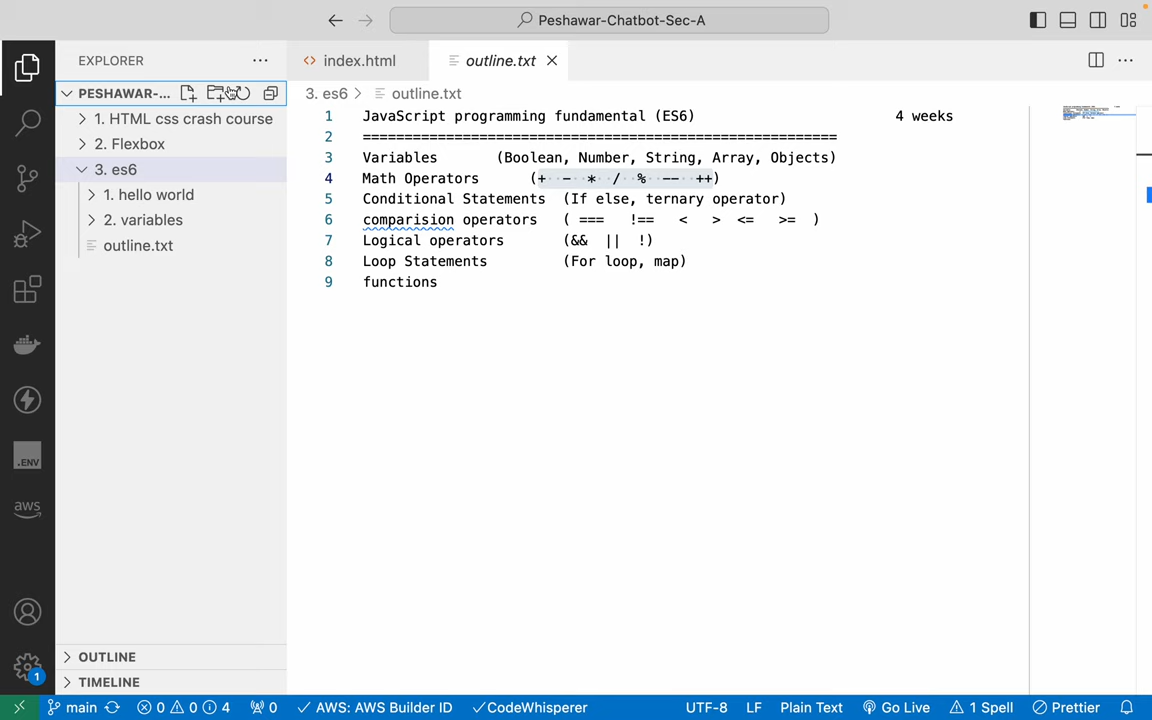 Peshawar-Chatbot-Sec-A
EXPLORER
index.html
outline.txt
PESHAWAR-...
3. es6 > outline.txt
1. HTML css crash course
2. Flexbox
3. es6
1. hello world
2. variables
outline.txt
1 JavaScript programming fundamental (ES6) 4 weeks
2 =========================================================
3 Variables (Boolean, Number, String, Array, Objects)
4 Math Operators (+ - * / % -- ++)
5 Conditional Statements (If else, ternary operator)
6 comparision operators ( === !== < > <= >= )
7 Logical operators (&& || !)
8 Loop Statements (For loop, map)
9 functions
.ENV
aws
OUTLINE
TIMELINE
1
main 0 0 4 0 AWS: AWS Builder ID CodeWhisperer UTF-8 LF Plain Text Go Live 1 Spell Prettier